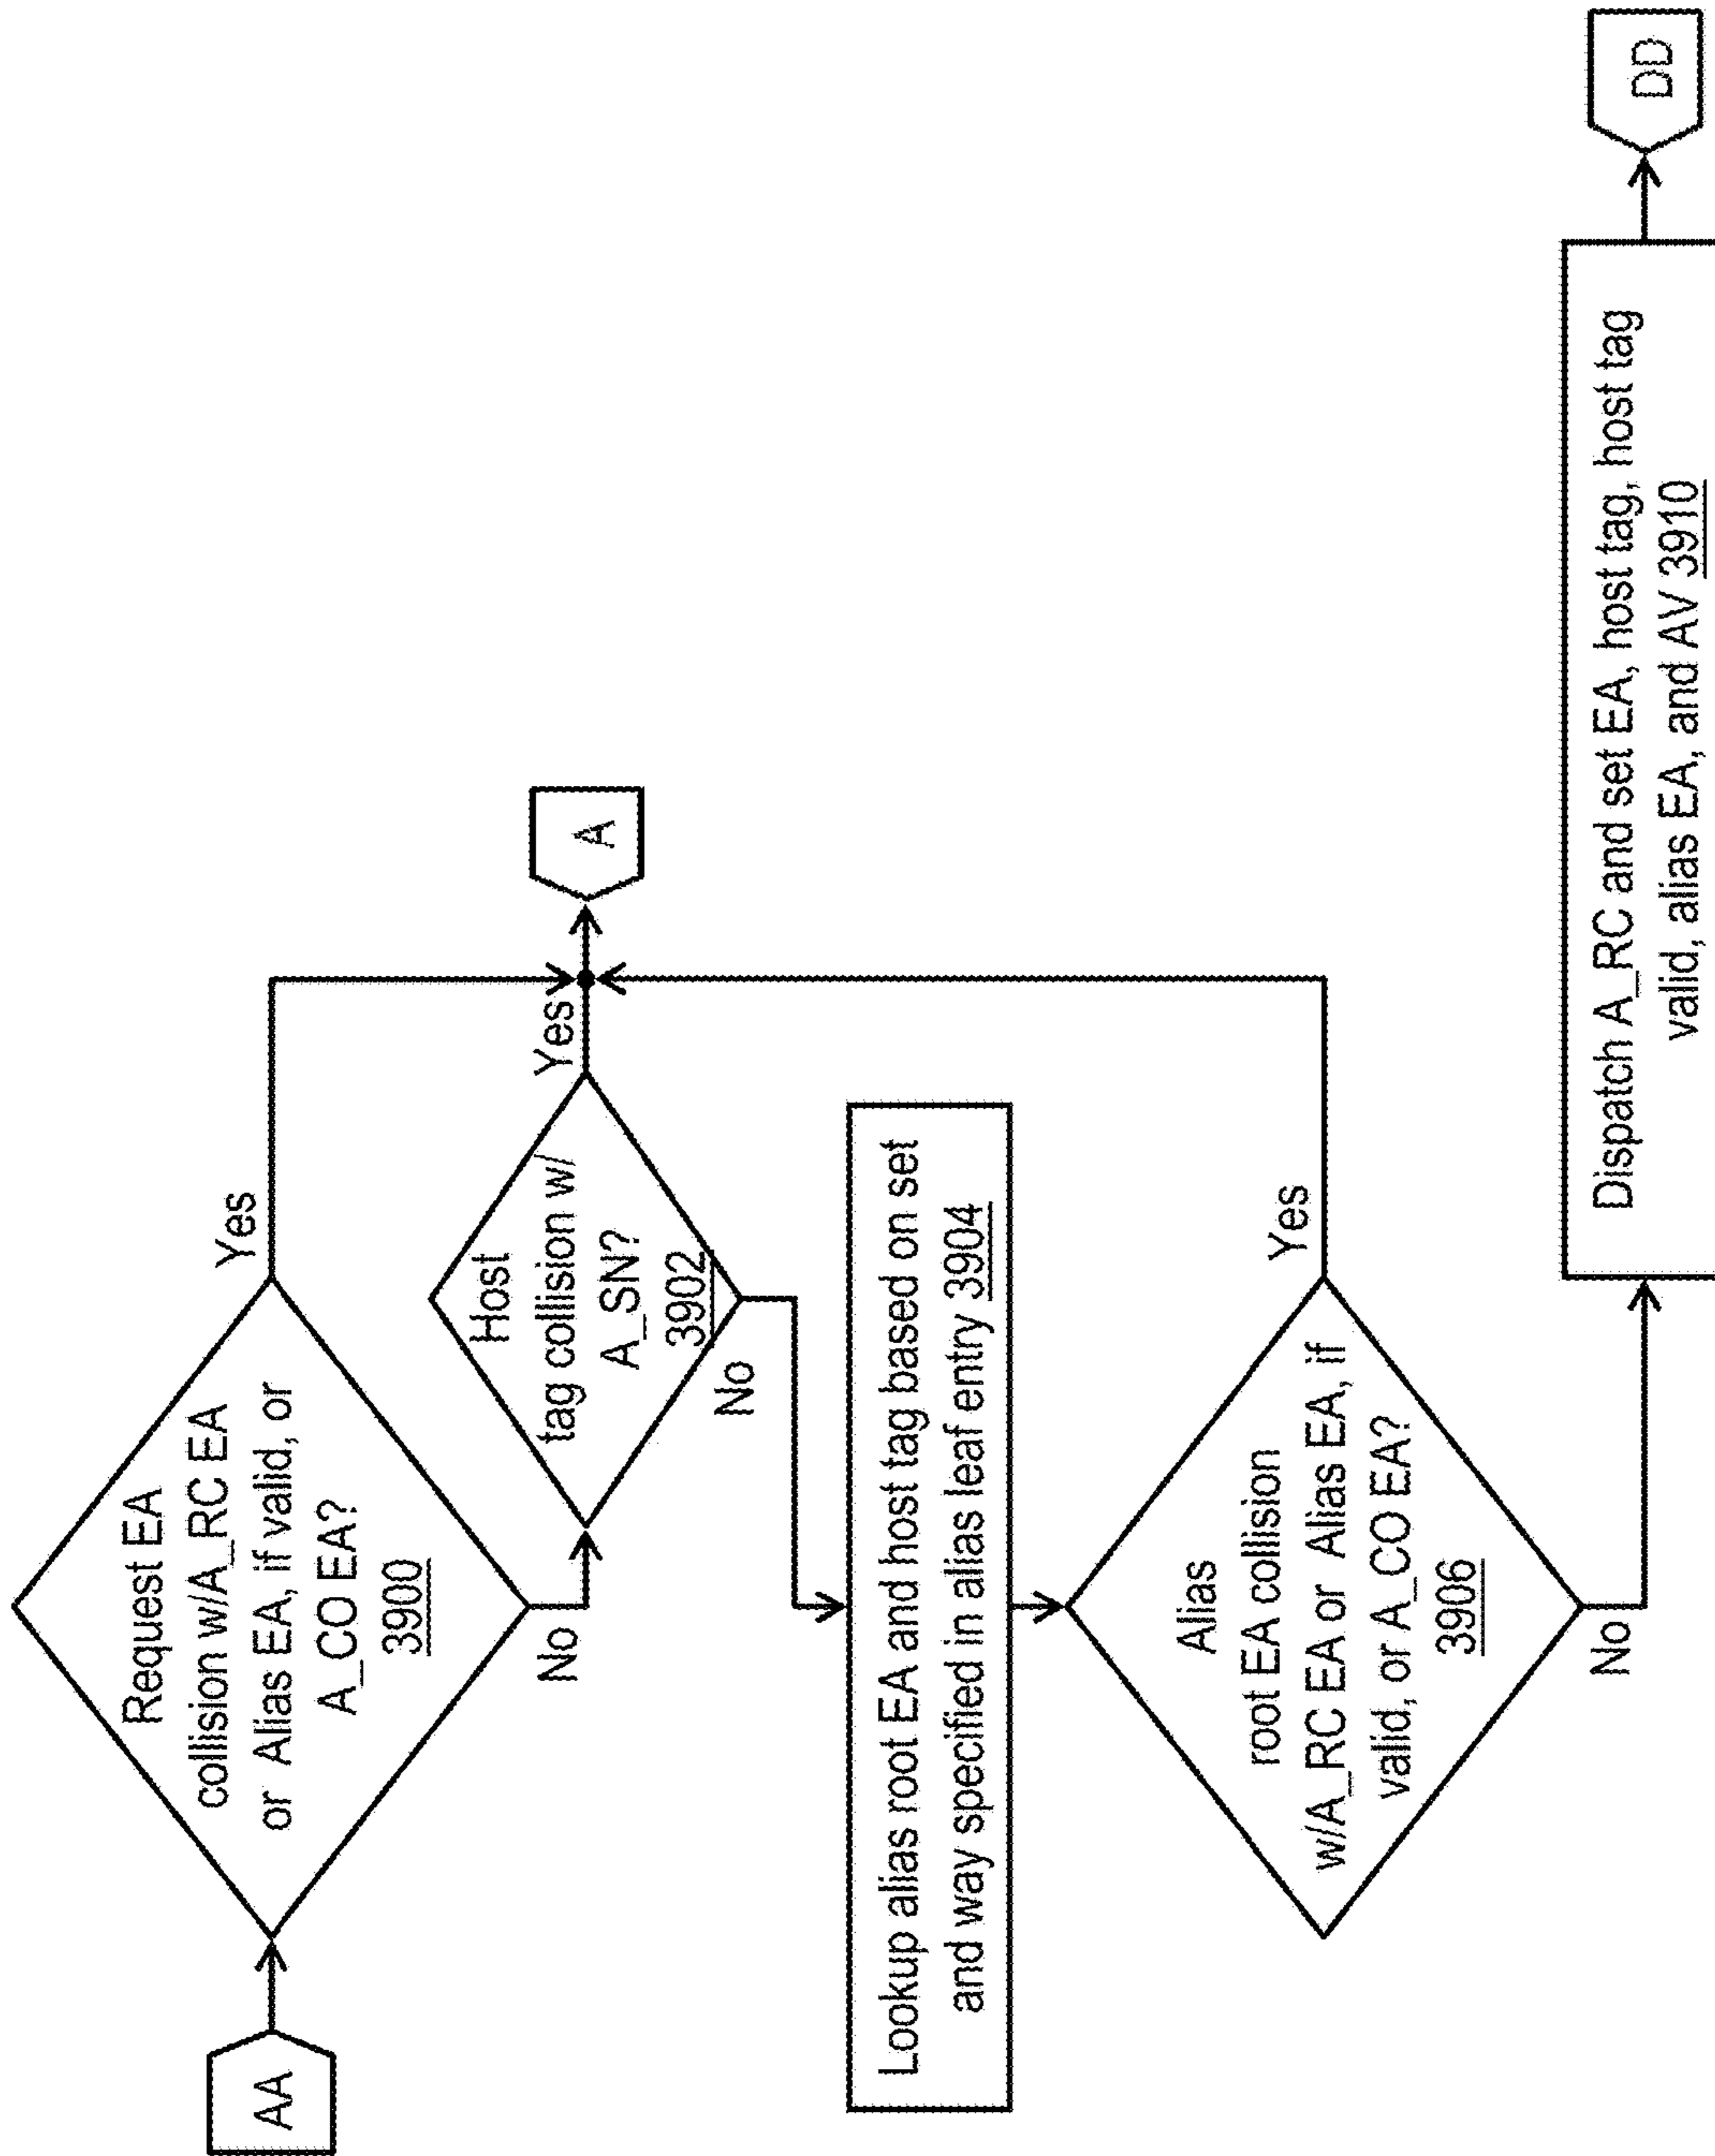 AA
Request EA
collision w/A_RC EA
or Alias EA, if valid, or
A_CO EA?
3900
Yes
No
Host
tag collision w/
A_SN?
3902
Yes
A
No
Lookup alias root EA and host tag based on set
and way specified in alias leaf entry 3904
Alias
root EA collision
w/A_RC EA or Alias EA, if
valid, or A_CO EA?
3906
Yes
No
Dispatch A_RC and set EA, host tag, host tag
valid, alias EA, and AV 3910
DD